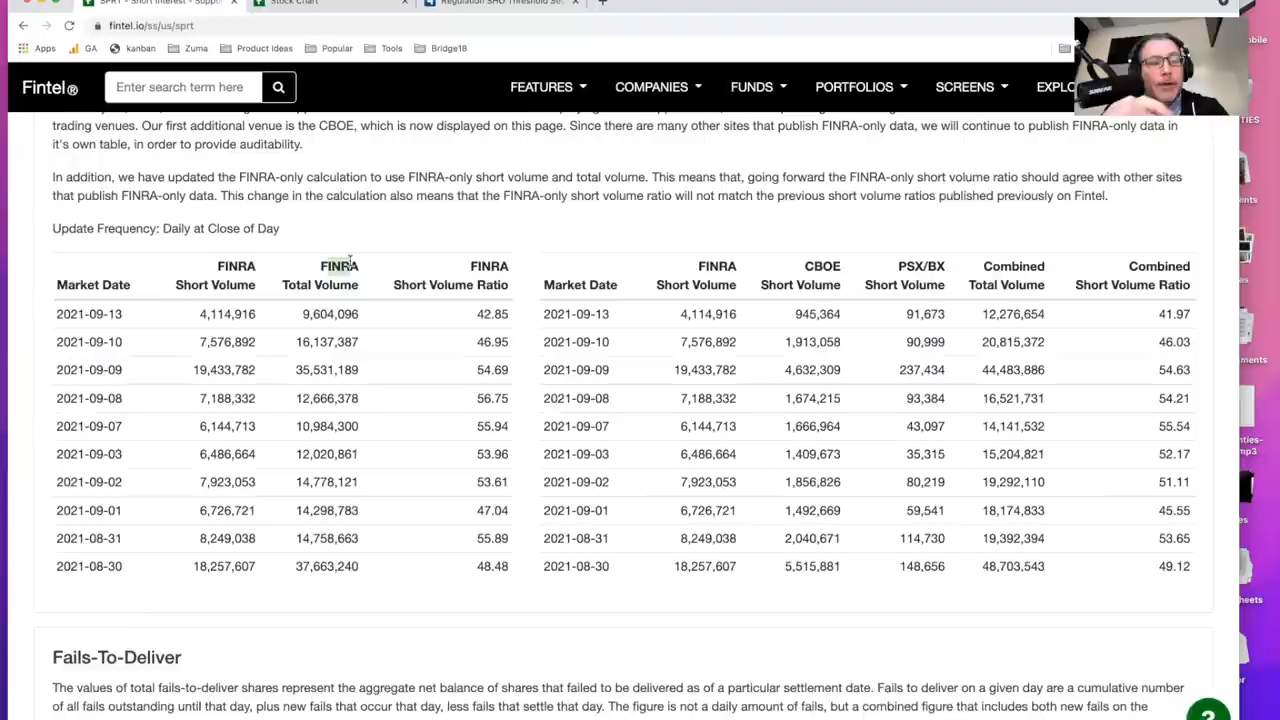 SPRT - Short Interest - Suppo
Stock Chart
Regulation SHO Threshold Se
fintel.io/ss/us/sprt
Apps GA kanban Zuma Product Ideas Popular Tools Bridge18
Fintel® Enter search term here FEATURES COMPANIES FUNDS PORTFOLIOS SCREENS EXPLO
SHURE
trading venues. Our first additional venue is the CBOE, which is now displayed on this page. Since there are many other sites that publish FINRA-only data, we will continue to publish FINRA-only data in
it's own table, in order to provide auditability.
In addition, we have updated the FINRA-only calculation to use FINRA-only short volume and total volume. This means that, going forward the FINRA-only short volume ratio should agree with other sites
that publish FINRA-only data. This change in the calculation also means that the FINRA-only short volume ratio will not match the previous short volume ratios published previously on Fintel.
Update Frequency: Daily at Close of Day
FINRA FINRA FINRA FINRA CBOE PSX/BX Combined Combined
Market Date Short Volume Total Volume Short Volume Ratio Market Date Short Volume Short Volume Short Volume Total Volume Short Volume Ratio
2021-09-13 4,114,916 9,604,096 42.85 2021-09-13 4,114,916 945,364 91,673 12,276,654 41.97
2021-09-10 7,576,892 16,137,387 46.95 2021-09-10 7,576,892 1,913,058 90,999 20,815,372 46.03
2021-09-09 19,433,782 35,531,189 54.69 2021-09-09 19,433,782 4,632,309 237,434 44,483,886 54.63
2021-09-08 7,188,332 12,666,378 56.75 2021-09-08 7,188,332 1,674,215 93,384 16,521,731 54.21
2021-09-07 6,144,713 10,984,300 55.94 2021-09-07 6,144,713 1,666,964 43,097 14,141,532 55.54
2021-09-03 6,486,664 12,020,861 53.96 2021-09-03 6,486,664 1,409,673 35,315 15,204,821 52.17
2021-09-02 7,923,053 14,778,121 53.61 2021-09-02 7,923,053 1,856,826 80,219 19,292,110 51.11
2021-09-01 6,726,721 14,298,783 47.04 2021-09-01 6,726,721 1,492,669 59,541 18,174,833 45.55
2021-08-31 8,249,038 14,758,663 55.89 2021-08-31 8,249,038 2,040,671 114,730 19,392,394 53.65
2021-08-30 18,257,607 37,663,240 48.48 2021-08-30 18,257,607 5,515,881 148,656 48,703,543 49.12
Fails-To-Deliver
The values of total fails-to-deliver shares represent the aggregate net balance of shares that failed to be delivered as of a particular settlement date. Fails to deliver on a given day are a cumulative number
of all fails outstanding until that day, plus new fails that occur that day, less fails that settle that day. The figure is not a daily amount of fails, but a combined figure that includes both new fails on the